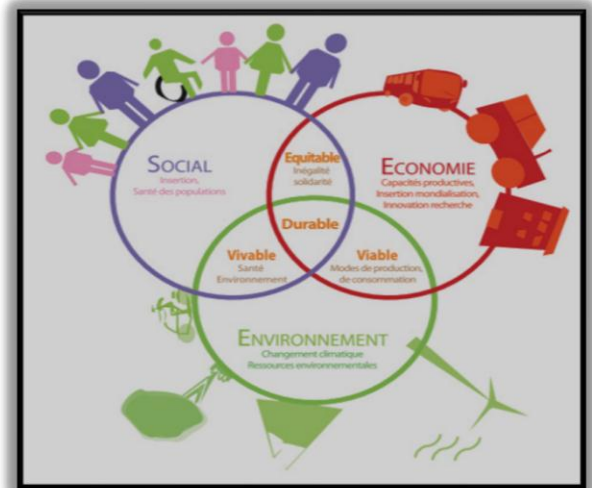 SOCIAL
Insertion,
Santé des populations
Equitable
Inégalité
solidarité
ECONOMIE
Capacités productives,
Insertion mondialisation,
Innovation recherche
Durable
Vivable
Santé
Environnement
Viable
Modes de production,
de consommation
ENVIRONNEMENT
Changement climatique
Ressources environnementales